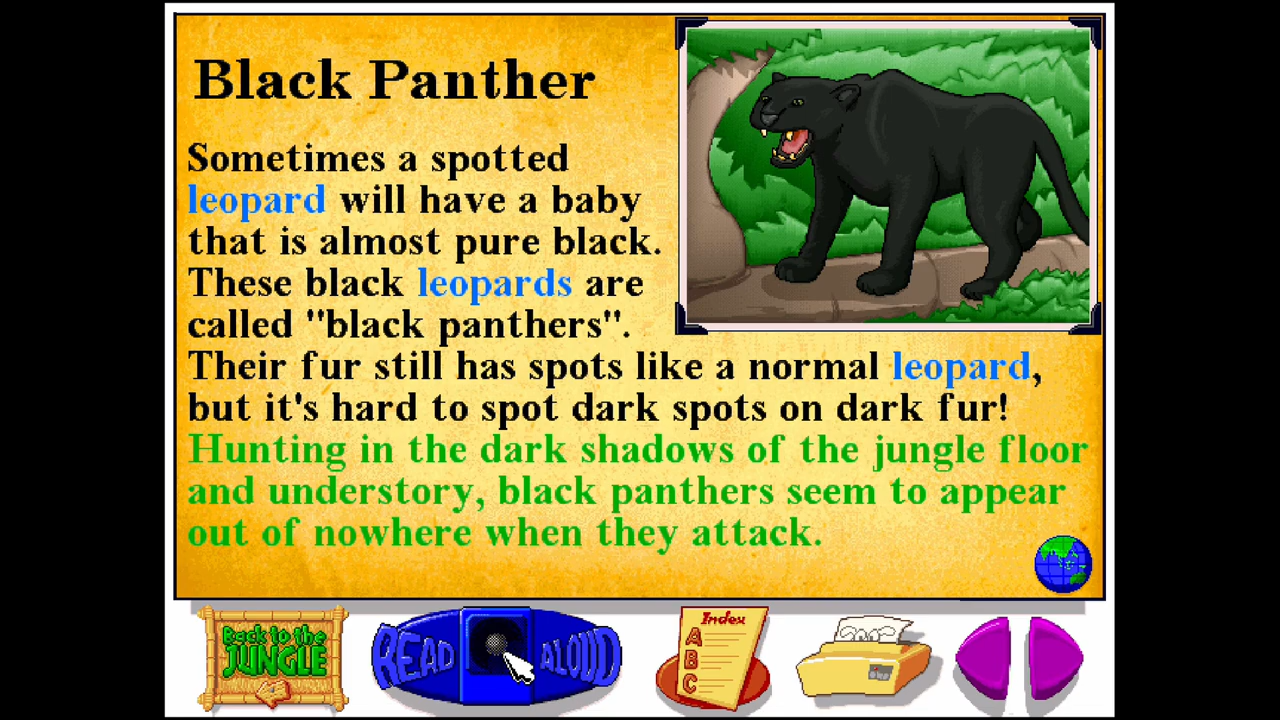 Black Panther
Sometimes a spotted
leopard will have a baby
that is almost pure black.
These black leopards are
called "black panthers".
Their fur still has spots like a normal leopard,
but it's hard to spot dark spots on dark fur!
Hunting in the dark shadows of the jungle floor
and understory, black panthers seem to appear
out of nowhere when they attack.
Back to the
JUNGLE
READ ALOUD
Index
A
B
C